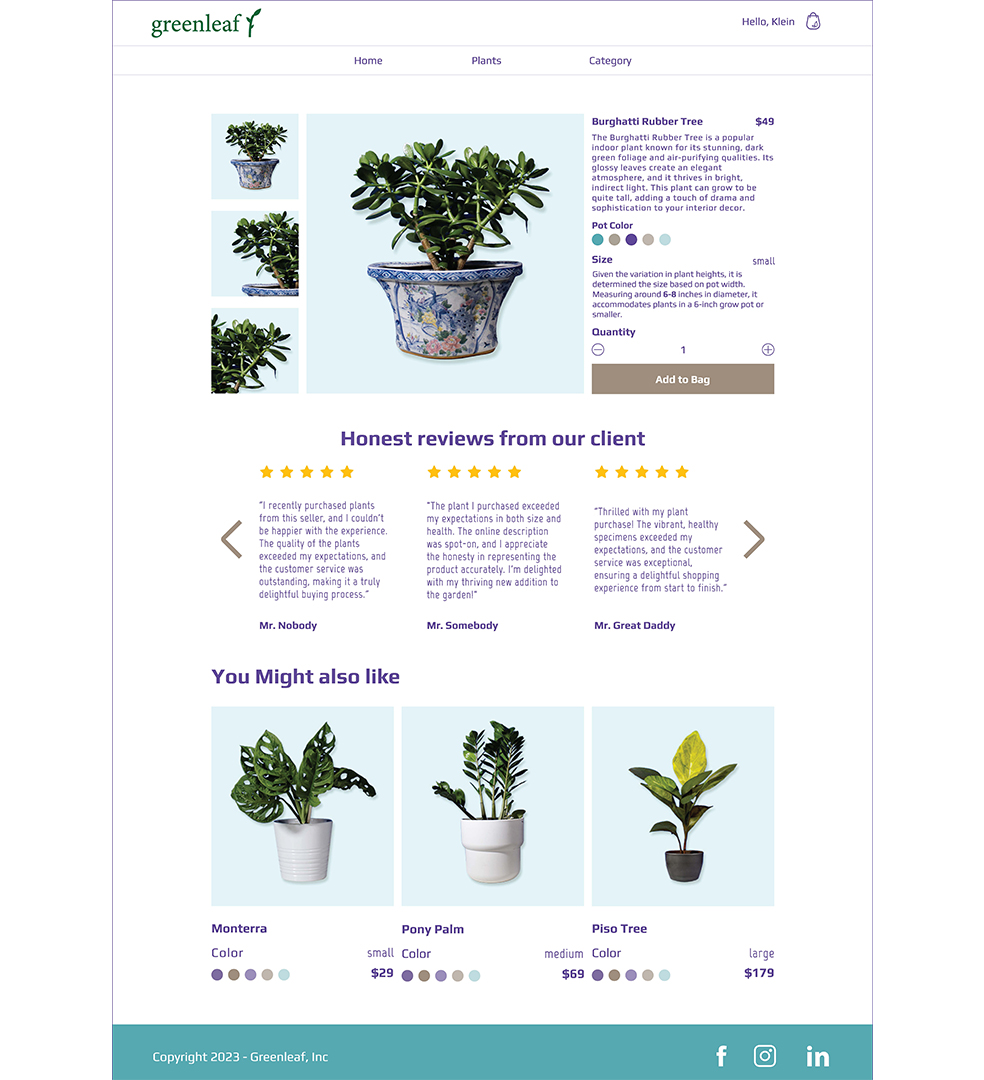 greenleaf
Hello, Klein
Home
Plants
Category
Burghatti Rubber Tree
$49
The Burghatti Rubber Tree is a popular
indoor plant known for its stunning, dark
green foliage and air-purifying qualities. Its
glossy leaves create an elegant
atmosphere, and it thrives in bright,
indirect light. This plant can grow to be
quite tall, adding a touch of drama and
sophistication to your interior decor.
Pot Color
Size
small
Given the variation in plant heights, it is
determined the size based on pot width.
Measuring around 6-8 inches in diameter, it
accommodates plants in a 6-inch grow pot or
smaller.
Quantity
1
Add to Bag
Honest reviews from our client
"I recently purchased plants
from this seller, and I couldn't
be happier with the experience.
The quality of the plants
exceeded my expectations, and
the customer service was
outstanding, making it a truly
delightful buying process."
Mr. Nobody
"The plant I purchased exceeded
my expectations in both size and
health. The online description
was spot-on, and I appreciate
the honesty in representing the
product accurately. I'm delighted
with my thriving new addition to
the garden!"
Mr. Somebody
"Thrilled with my plant
purchase! The vibrant, healthy
specimens exceeded my
expectations, and the customer
service was exceptional,
ensuring a delightful shopping
experience from start to finish."
Mr. Great Daddy
You Might also like
Monterra
Color
small
$29
Pony Palm
Color
medium
$69
Piso Tree
Color
large
$179
Copyright 2023 - Greenleaf, Inc